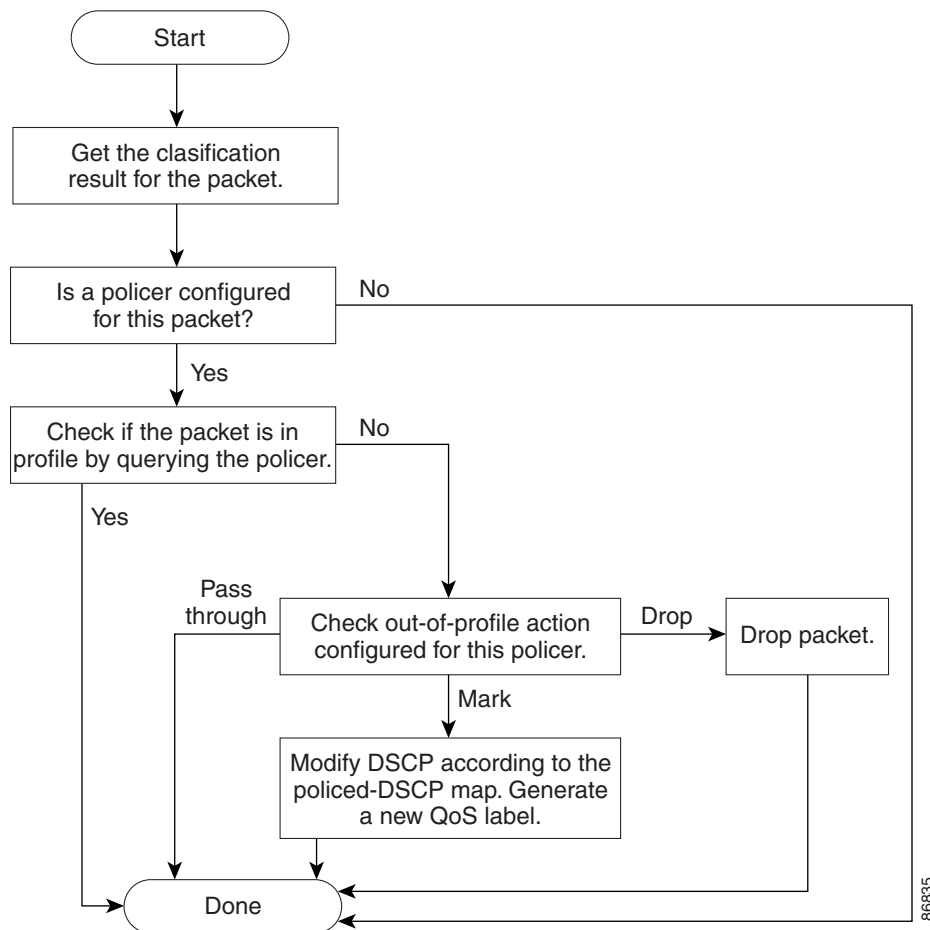 Start
Get the clasification
result for the packet.
Is a policer configured
for this packet?
No
Yes
Check if the packet is in
profile by querying the policer.
No
Yes
Pass
through
Check out-of-profile action
configured for this policer.
Drop
Drop packet.
Mark
Modify DSCP according to the
policed-DSCP map. Generate
a new QoS label.
Done
86835